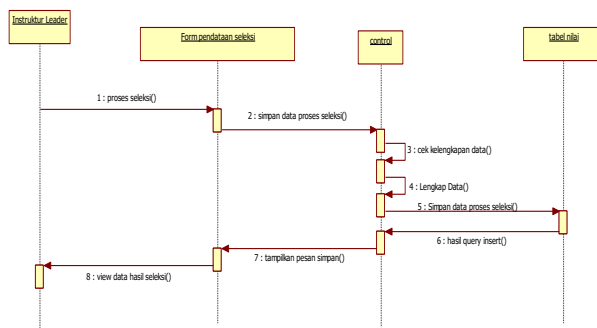 Instruktur Leader
Form pendataan seleksi
control
tabel nilai
1 : proses seleksi()
2 : simpan data proses seleksi()
3 : cek kelengkapan data()
4 : Lengkap Data()
5 : Simpan data proses seleksi()
6 : hasil query insert()
7 : tampilkan pesan simpan()
8 : view data hasil seleksi()